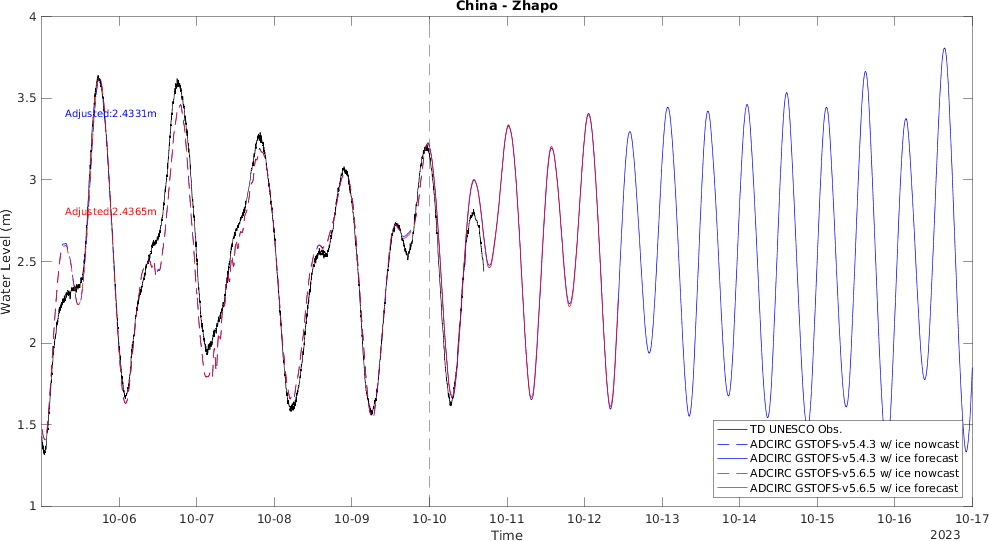 China - Zhapo
4
3.5
3
2.5
2
1.5
1
Water Level (m)
Adjusted:2.4331m
Adjusted:2.4365m
TD UNESCO Obs.
ADCIRC GSTOFS-v5.4.3 w/ ice nowcast
ADCIRC GSTOFS-v5.4.3 w/ ice forecast
ADCIRC GSTOFS-v5.6.5 w/ ice nowcast
ADCIRC GSTOFS-v5.6.5 w/ ice forecast
10-06 10-07 10-08 10-09 10-10 10-11 10-12 10-13 10-14 10-15 10-16 10-17
Time
2023